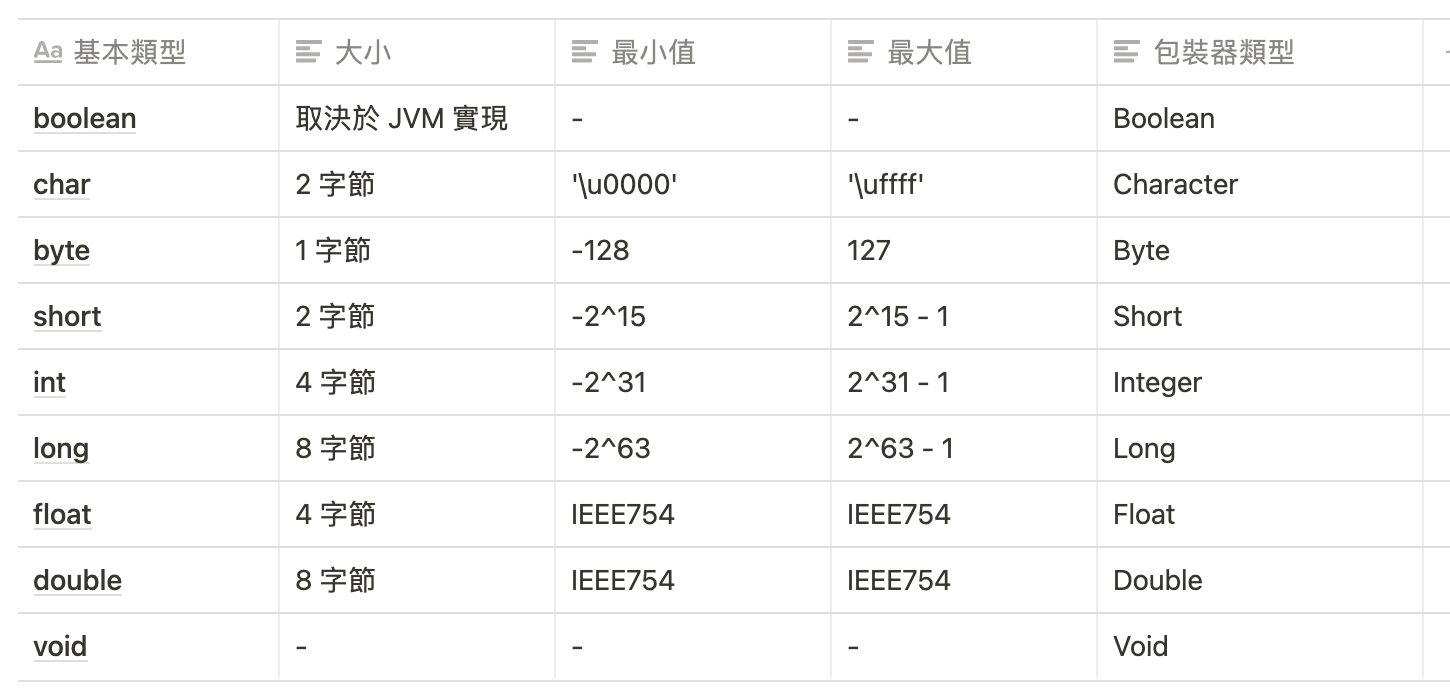 Aa 基本類型 大小 最小值 最大值 包裝器類型
boolean 取決於 JVM 實現 - - Boolean
char 2 字節 '\u0000' '\uffff' Character
byte 1 字節 -128 127 Byte
short 2 字節 -2^15 2^15 - 1 Short
int 4 字節 -2^31 2^31 - 1 Integer
long 8 字節 -2^63 2^63 - 1 Long
float 4 字節 IEEE754 IEEE754 Float
double 8 字節 IEEE754 IEEE754 Double
void - - - Void